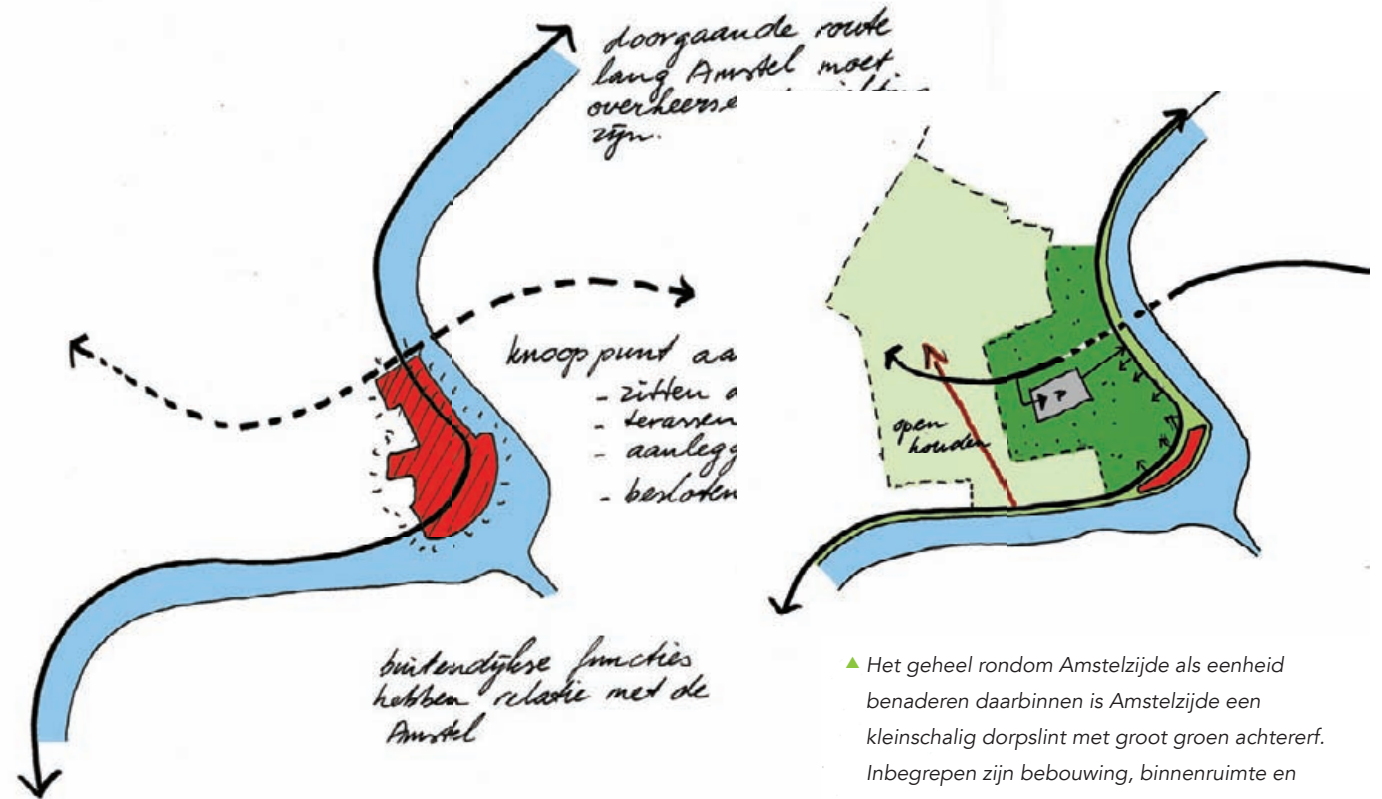 doorgaande route
lang Amstel moet
overheerse
zijn.
knooppunt aa
- zitten
- terassen
- aanlegg
- besloten
open
houden
buitendijkse functies
hebben relatie met de
Amstel
Het geheel rondom Amstelzijde als eenheid
benaderen daarbinnen is Amstelzijde een
kleinschalig dorpslint met groot groen achtererf.
Inbegrepen zijn bebouwing, binnenruimte en